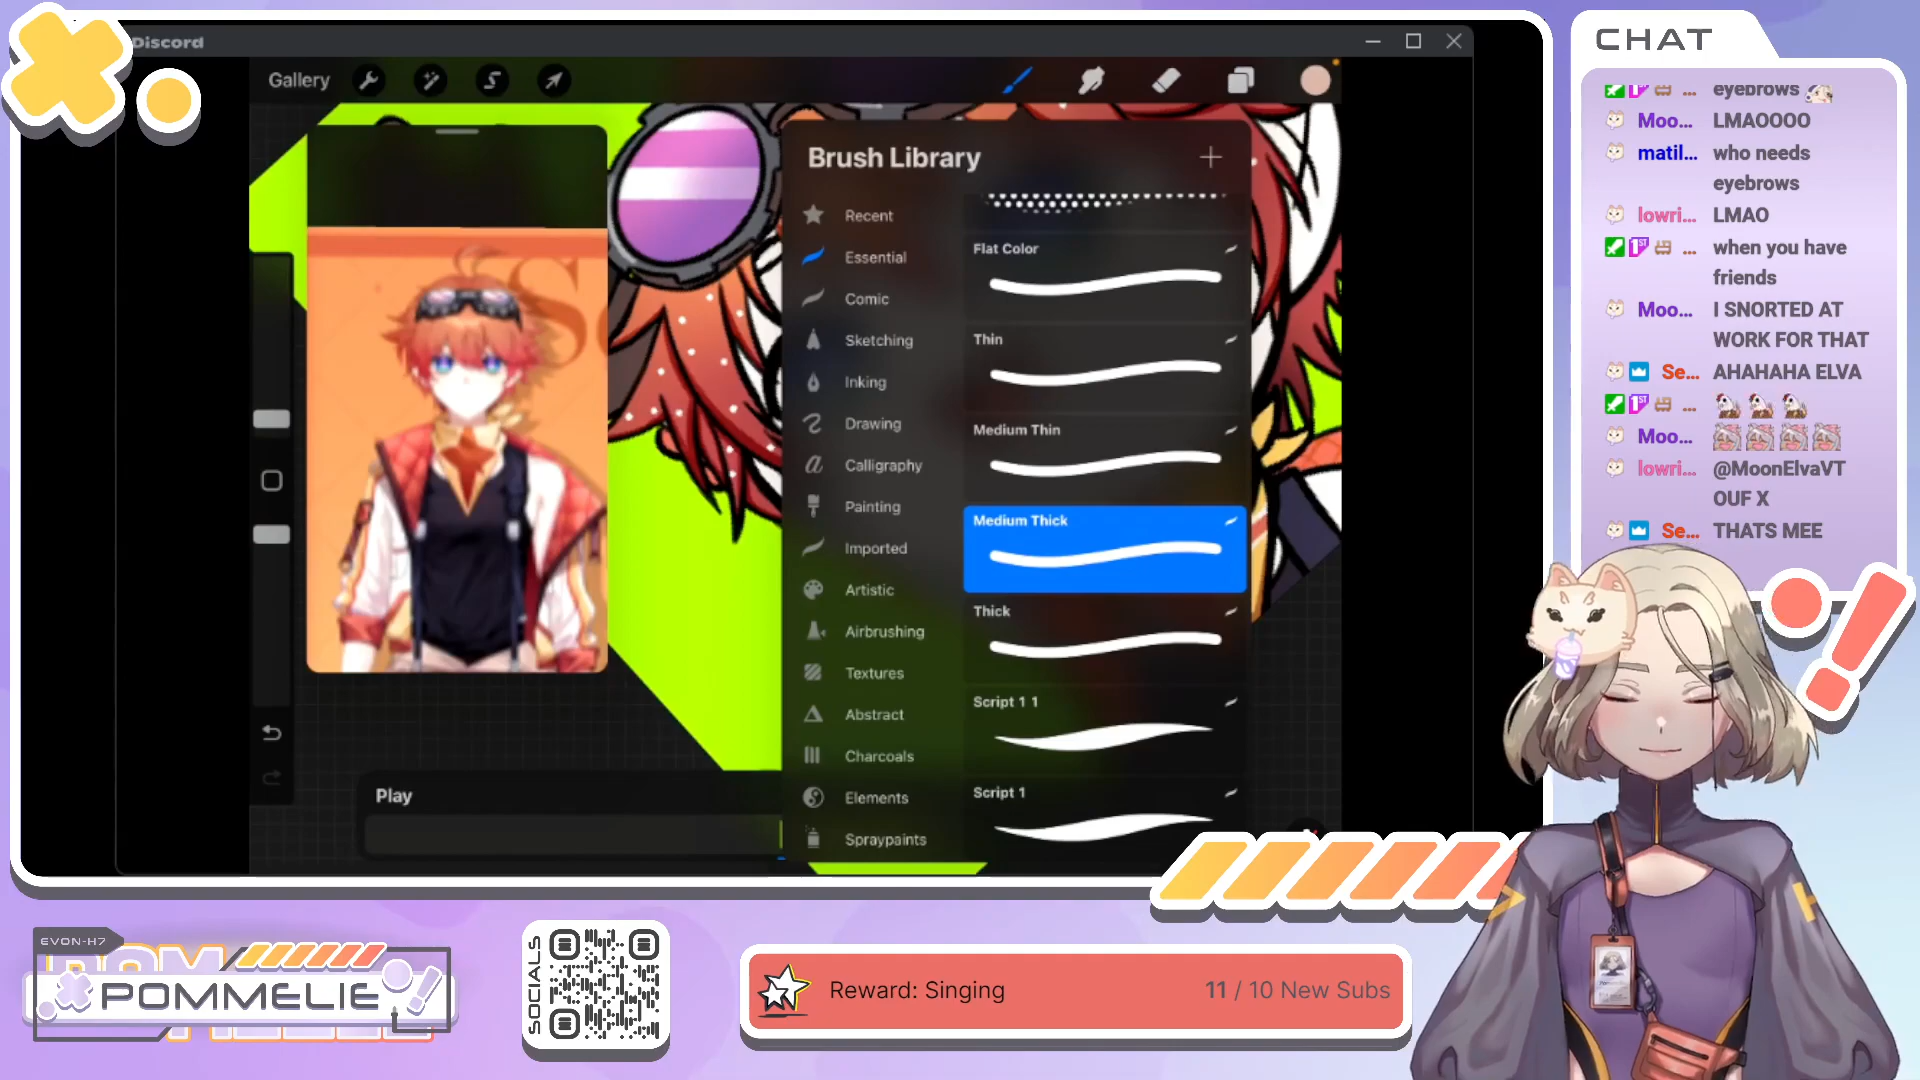 Discord
Gallery
Brush Library
Recent
Essential
Comic
Sketching
Inking
Drawing
Calligraphy
Painting
Imported
Artistic
Airbrushing
Textures
Abstract
Charcoals
Elements
Spraypaints
Flat Color
Thin
Medium Thin
Medium Thick
Thick
Script 1 1
Script 1
Play
CHAT
... eyebrows
Moo... LMAOOOO
matil... who needs
eyebrows
lowri... LMAO
... when you have
friends
Moo... I SNORTED AT
WORK FOR THAT
Se... AHAHAHA ELVA
...
Moo...
lowri... @MoonElvaVT
OUF X
Se... THATS MEE
EVON-H7
POMMELIE
SOCIALS
Reward: Singing
11 / 10 New Subs